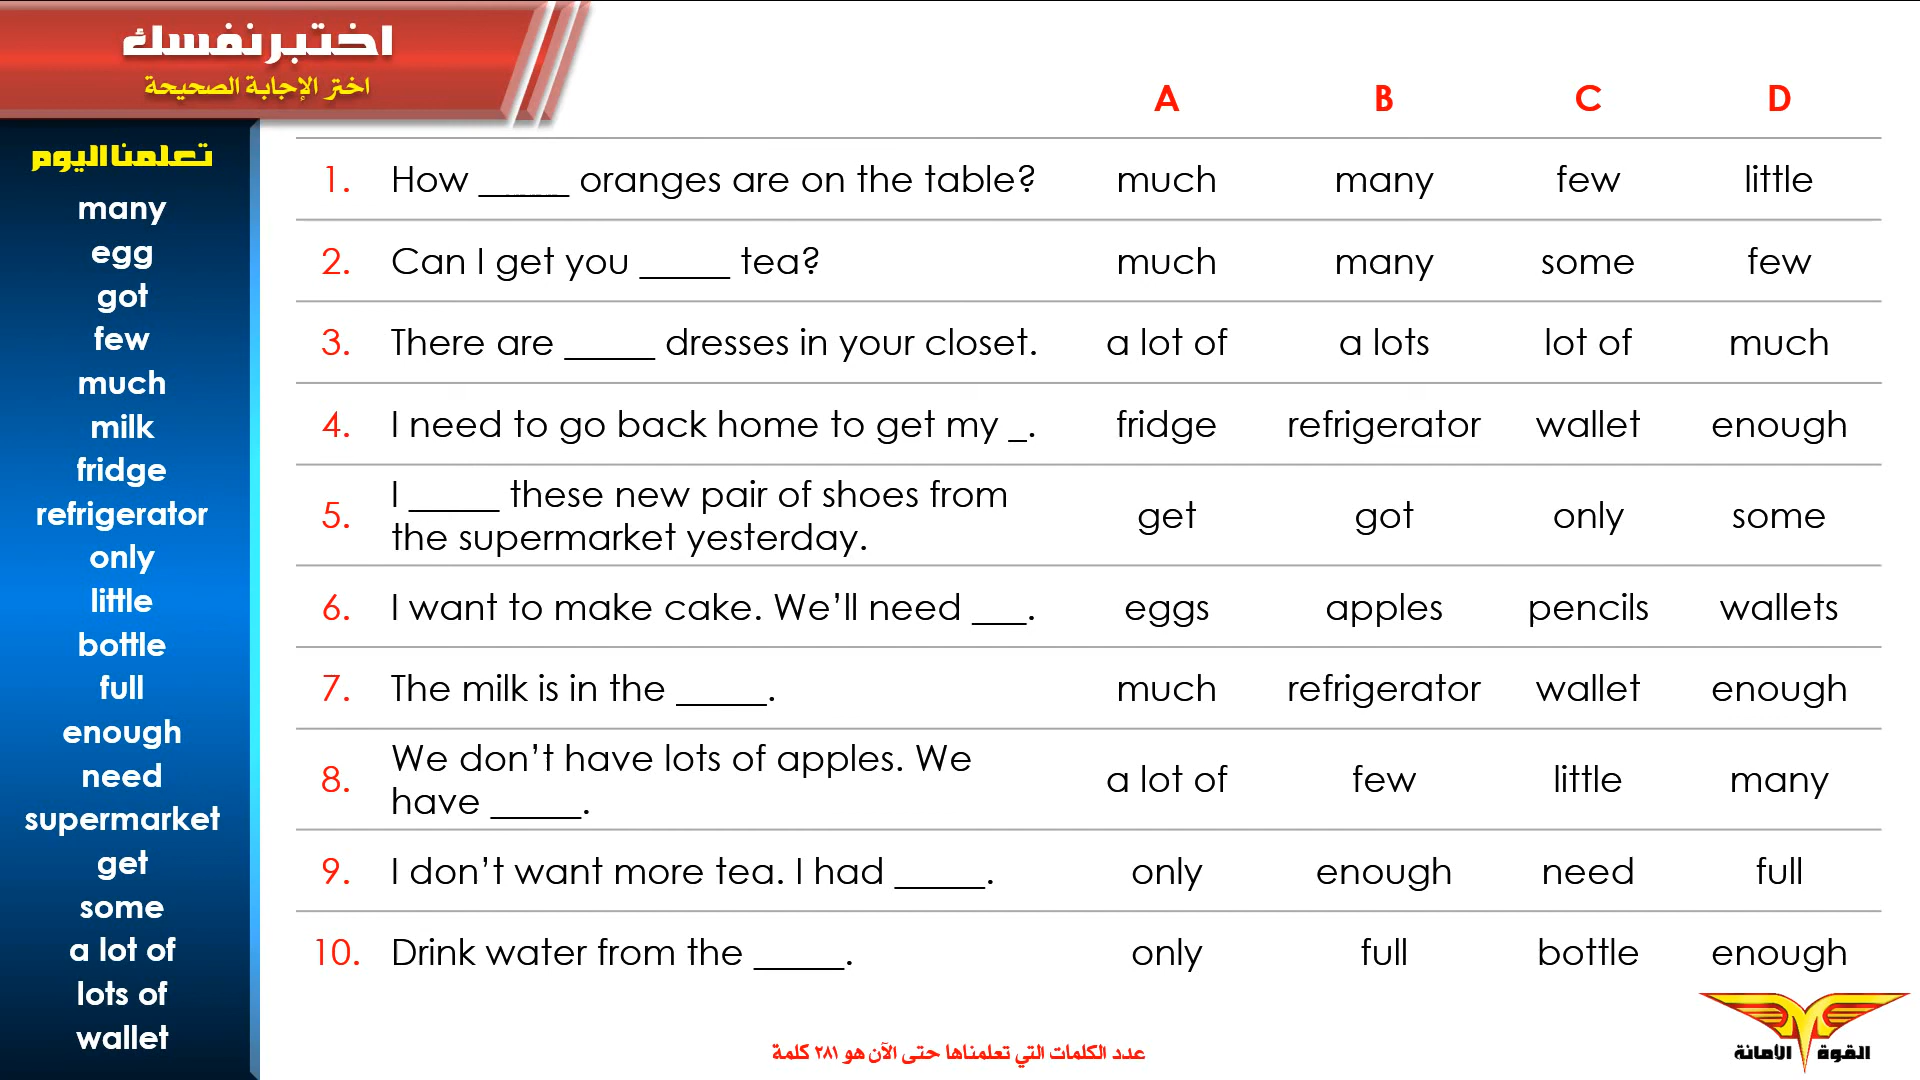 اختبر نفسك
اختر الإجابة الصحيحة
تعلمنا اليوم
many
egg
got
few
much
milk
fridge
refrigerator
only
little
bottle
full
enough
need
supermarket
get
some
a lot of
lots of
wallet
A B C D
1. How _____ oranges are on the table? much many few little
2. Can I get you _____ tea? much many some few
3. There are _____ dresses in your closet. a lot of a lots lot of much
4. I need to go back home to get my _. fridge refrigerator wallet enough
5. I _____ these new pair of shoes from
the supermarket yesterday. get got only some
6. I want to make cake. We’ll need ___. eggs apples pencils wallets
7. The milk is in the _____. much refrigerator wallet enough
8. We don’t have lots of apples. We
have _____. a lot of few little many
9. I don’t want more tea. I had _____. only enough need full
10. Drink water from the _____. only full bottle enough
عدد الكلمات التي تعلمناها حتى الآن هو ٢٨١ كلمة
القوة الأمانة